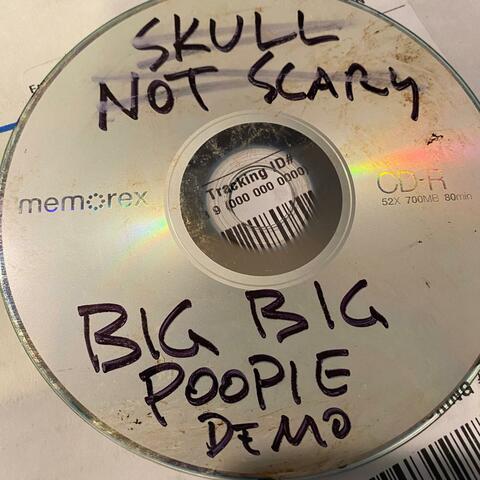 SKULL
NOT SCARY
Tracking ID#
9 (000 000 0000)
memorex
CD-R
52X 700MB 80min
BIG BIG
POOPIE
DEMO